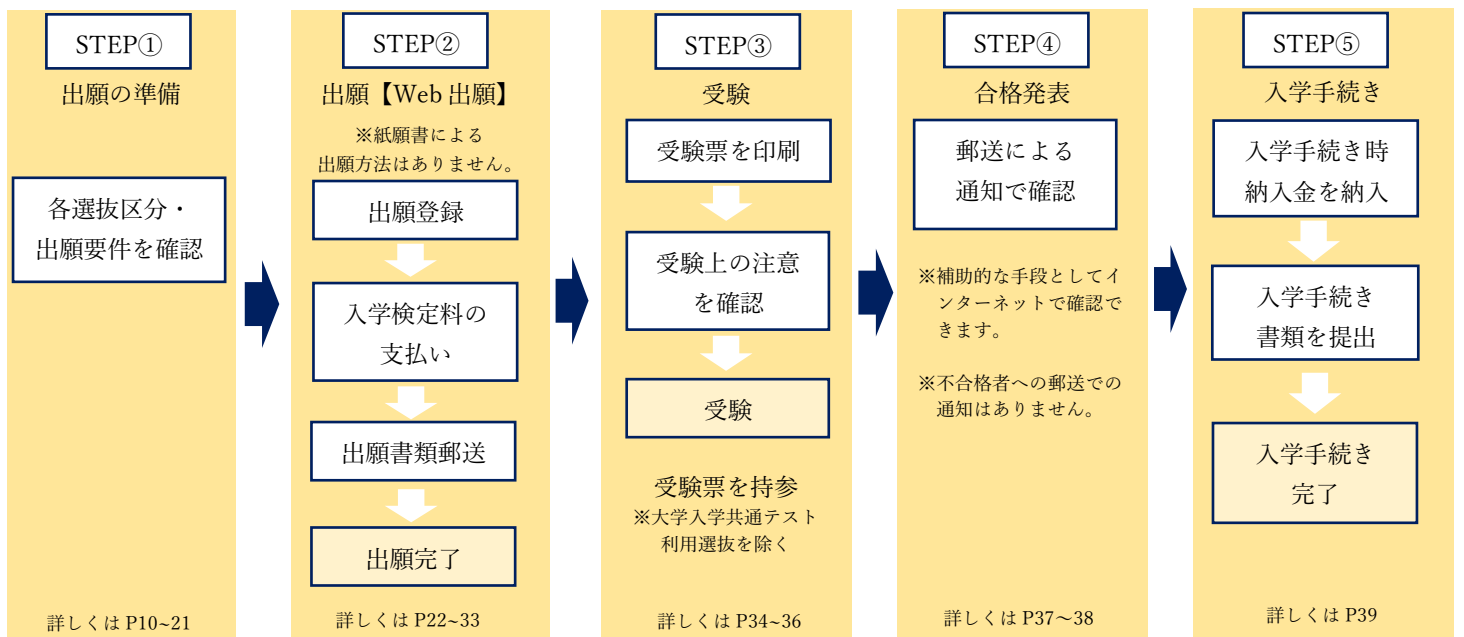 STEP①
出願の準備
各選抜区分・
出願要件を確認
詳しくは P10~21
STEP②
出願【Web 出願】
※紙願書による
出願方法はありません。
出願登録
入学検定料の
支払い
出願書類郵送
出願完了
詳しくは P22~33
STEP③
受験
受験票を印刷
受験上の注意
を確認
受験
受験票を持参
※大学入学共通テスト
利用選抜を除く
詳しくは P34~36
STEP④
合格発表
郵送による
通知で確認
※補助的な手段としてイ
ンターネットで確認で
きます。
※不合格者への郵送での
通知はありません。
詳しくは P37～38
STEP⑤
入学手続き
入学手続き時
納入金を納入
入学手続き
書類を提出
入学手続き
完了
詳しくは P39